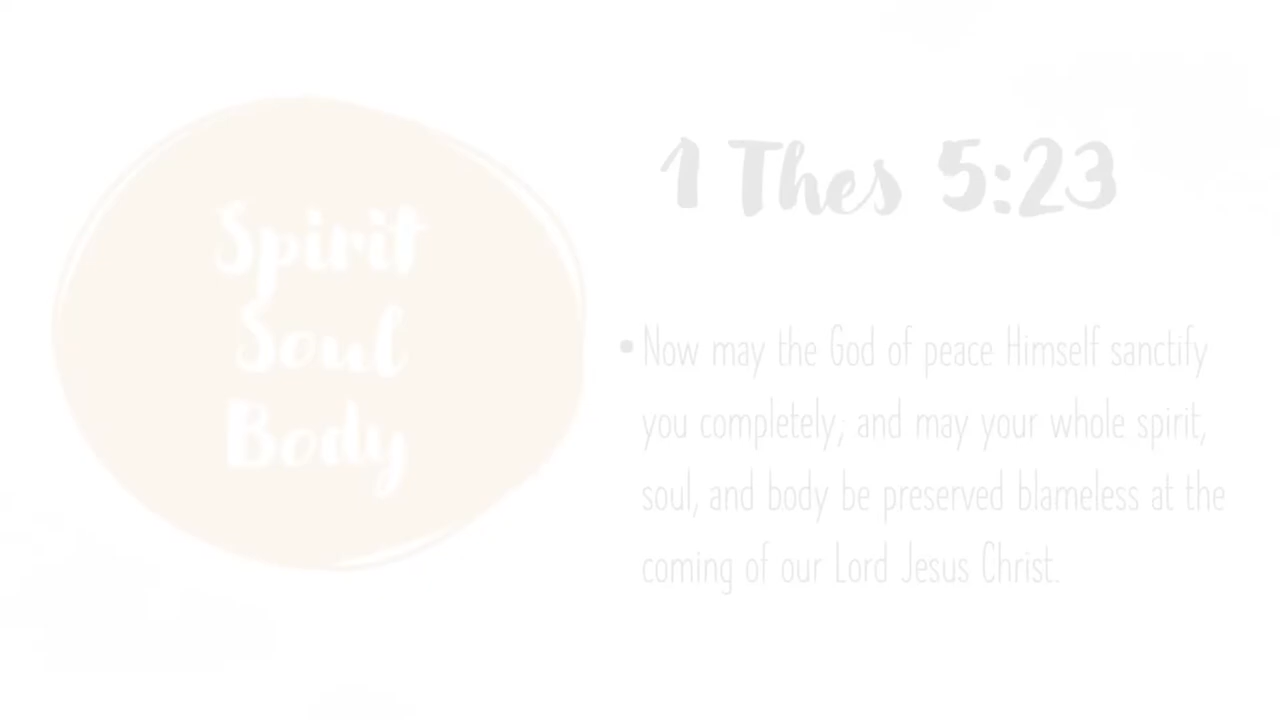 Spirit
Soul
Body
1 Thes 5:23
• Now may the God of peace Himself sanctify
you completely; and may your whole spirit,
soul, and body be preserved blameless at the
coming of our Lord Jesus Christ.